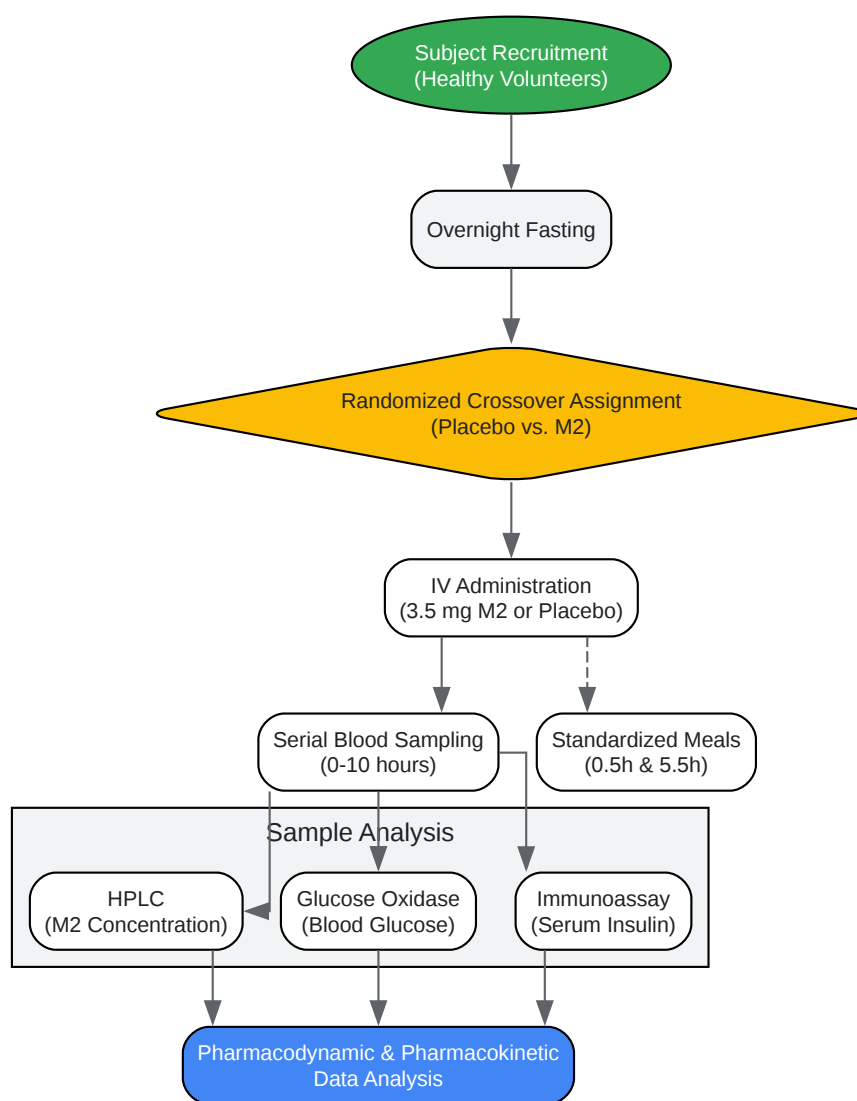 Subject Recruitment
(Healthy Volunteers)
Overnight Fasting
Randomized Crossover Assignment
(Placebo vs. M2)
IV Administration
(3.5 mg M2 or Placebo)
Serial Blood Sampling
(0-10 hours)
Standardized Meals
(0.5h & 5.5h)
Sample Analysis
HPLC
(M2 Concentration)
Glucose Oxidase
(Blood Glucose)
Immunoassay
(Serum Insulin)
Pharmacodynamic & Pharmacokinetic
Data Analysis